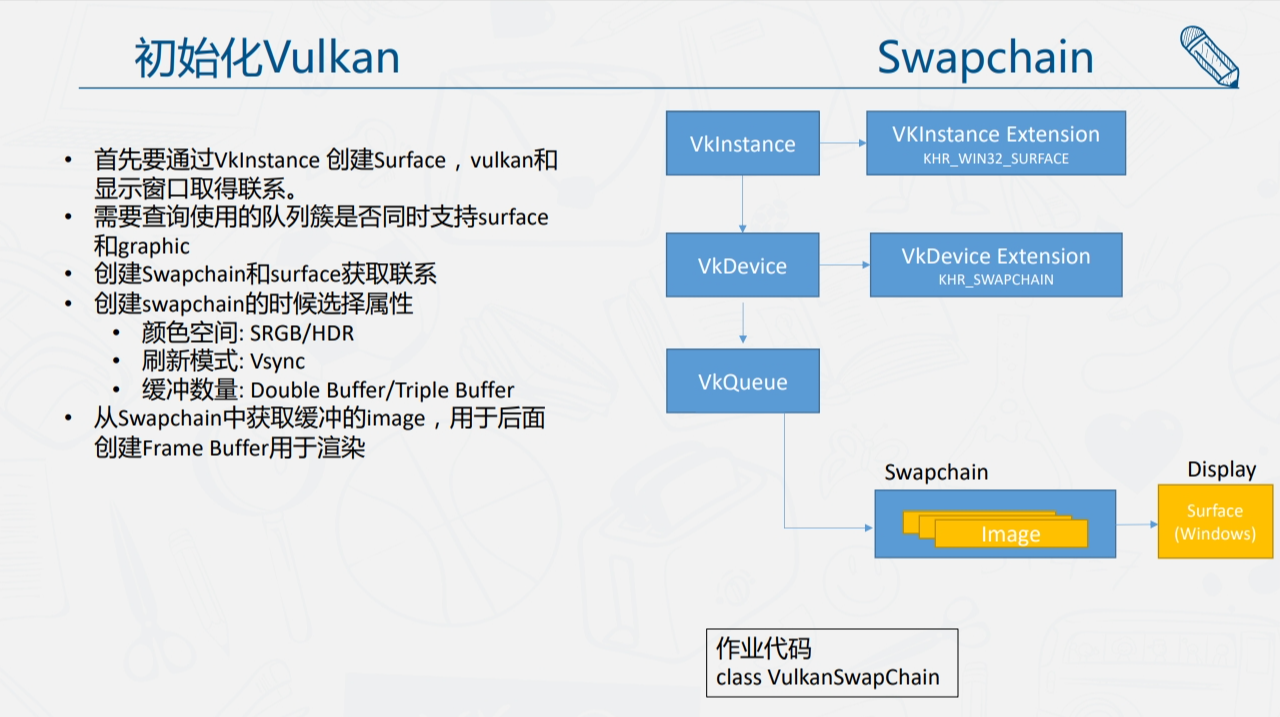 初始化Vulkan
Swapchain
• 首先要通过VkInstance 创建Surface，vulkan和
显示窗口取得联系。
• 需要查询使用的队列簇是否同时支持surface
和graphic
• 创建Swapchain和surface获取联系
• 创建swapchain的时候选择属性
• 颜色空间: SRGB/HDR
• 刷新模式: Vsync
• 缓冲数量: Double Buffer/Triple Buffer
• 从Swapchain中获取缓冲的image，用于后面
创建Frame Buffer用于渲染
VkInstance
VKInstance Extension
KHR_WIN32_SURFACE
VkDevice
VkDevice Extension
KHR_SWAPCHAIN
VkQueue
Swapchain
Image
Display
Surface
(Windows)
作业代码
class VulkanSwapChain